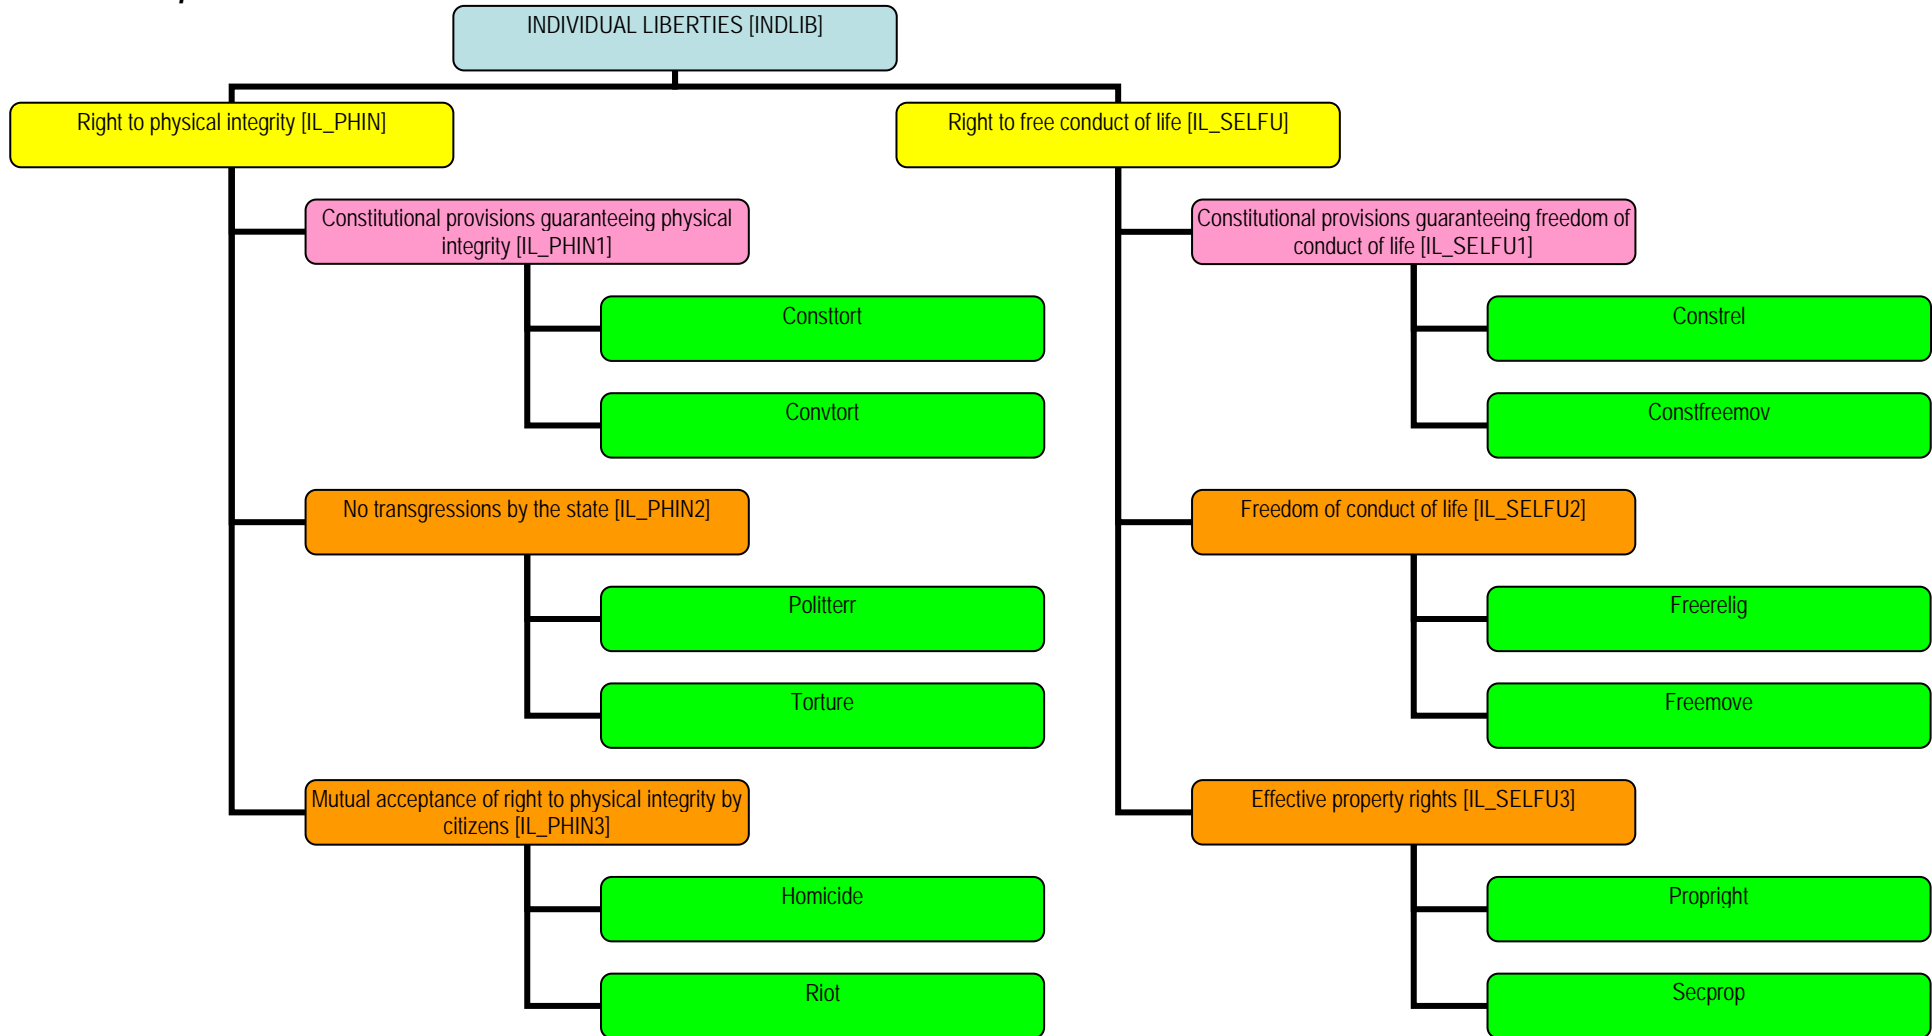 INDIVIDUAL LIBERTIES [INDLIB]
Right to physical integrity [IL_PHIN]
Right to free conduct of life [IL_SELFU]
Constitutional provisions guaranteeing physical
integrity [IL_PHIN1]
Constitutional provisions guaranteeing freedom of
conduct of life [IL_SELFU1]
Consttort
Constrel
Convtort
Constfreemov
No transgressions by the state [IL_PHIN2]
Freedom of conduct of life [IL_SELFU2]
Politterr
Freerelig
Torture
Freemove
Mutual acceptance of right to physical integrity by
citizens [IL_PHIN3]
Effective property rights [IL_SELFU3]
Homicide
Propright
Riot
Secprop